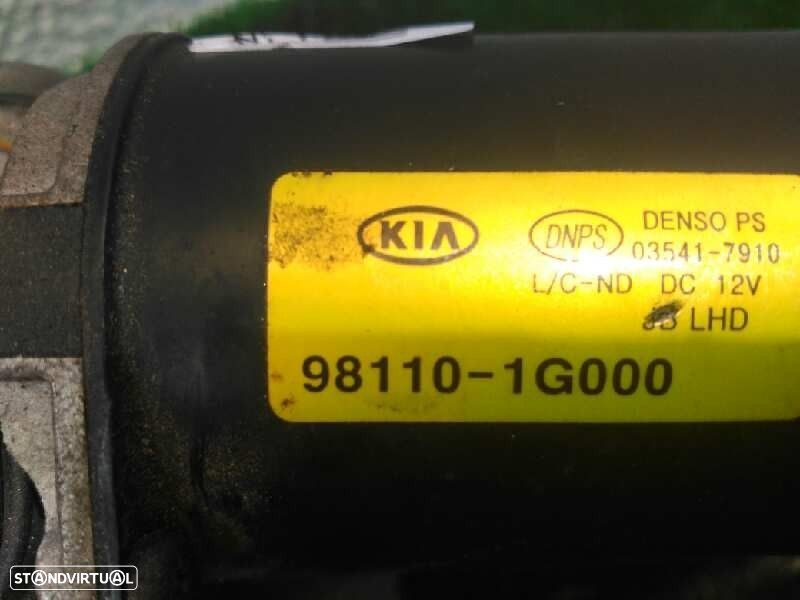 KIA
DNPS
DENSO PS
03541-7910
L/C-ND DC 12V
LHD
98110-1G000
STANDVIRTUAL